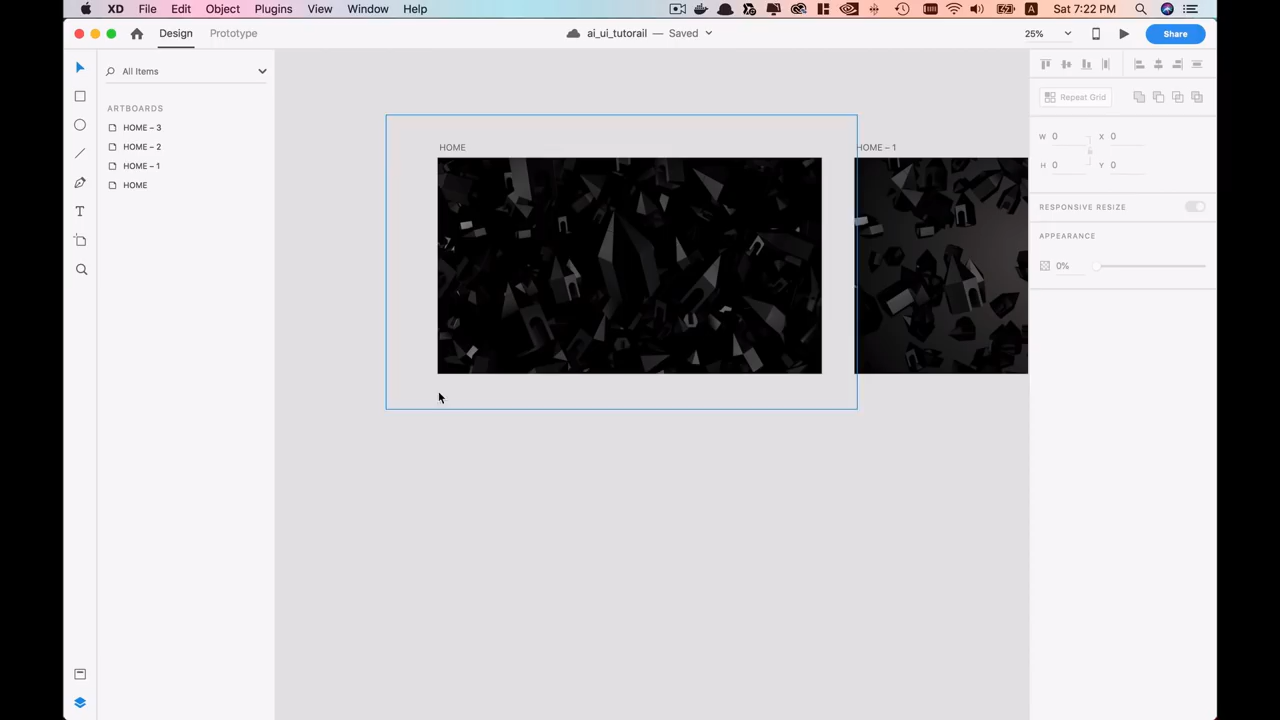 XD File Edit Object Plugins View Window Help A Sat 7:22 PM
Design Prototype ai_ui_tutorail — Saved 25% Share
All Items
ARTBOARDS
HOME – 3
HOME – 2
HOME – 1
HOME
HOME
HOME – 1
Repeat Grid
W 0 X 0
H 0 Y 0
RESPONSIVE RESIZE
APPEARANCE
0%